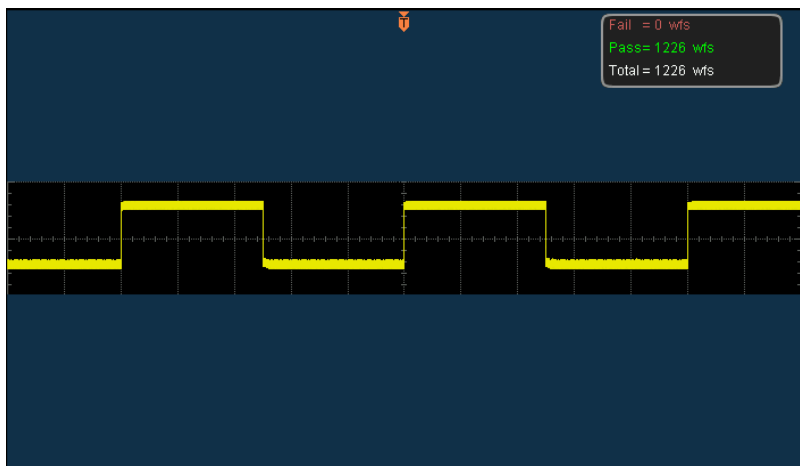 T
Fail = 0 wfs
Pass= 1226 wfs
Total = 1226 wfs